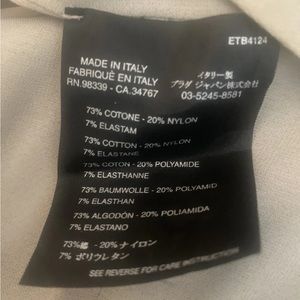 ETB4124
MADE IN ITALY
FABRIQUÉ EN ITALY
RN.98339 - CA.34767
イタリー製
プラダ ジャパン株式会社
03-5245-8581
73% COTONE - 20% NYLON
7% ELASTAM
73% COTTON - 20% NYLON
7% ELASTANE
73% COTON - 20% POLYAMIDE
7% ELASTHANNE
73% BAUMWOLLE - 20% POLYAMID
7% ELASTHAN
73% ALGODÓN - 20% POLIAMIDA
7% ELASTANO
73%綿 - 20% ナイロン
7% ポリウレタン
SEE REVERSE FOR CARE INSTRUCTION